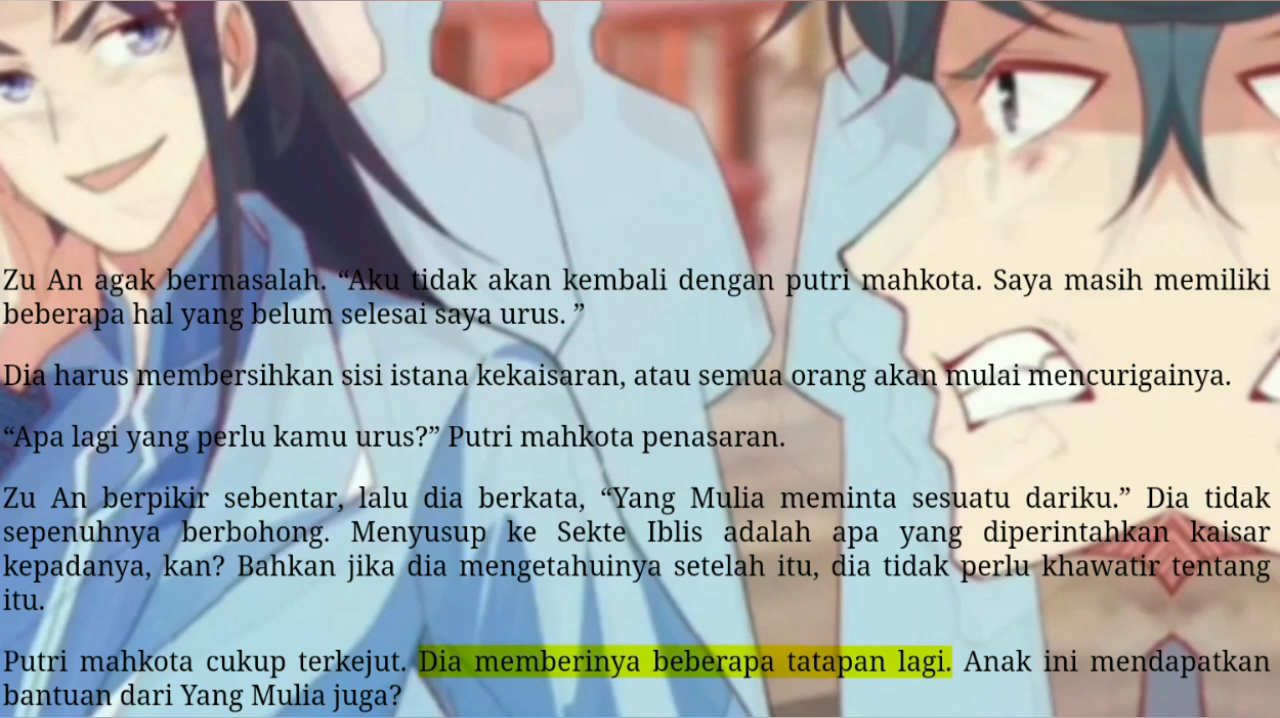 Zu An agak bermasalah. “Aku tidak akan kembali dengan putri mahkota. Saya masih memiliki
beberapa hal yang belum selesai saya urus. ”
Dia harus membersihkan sisi istana kekaisaran, atau semua orang akan mulai mencurigainya.
“Apa lagi yang perlu kamu urus?” Putri mahkota penasaran.
Zu An berpikir sebentar, lalu dia berkata, “Yang Mulia meminta sesuatu dariku.” Dia tidak
sepenuhnya berbohong. Menyusup ke Sekte Iblis adalah apa yang diperintahkan kaisar
kepadanya, kan? Bahkan jika dia mengetahuinya setelah itu, dia tidak perlu khawatir tentang
itu.
Putri mahkota cukup terkejut. Dia memberinya beberapa tatapan lagi. Anak ini mendapatkan
bantuan dari Yang Mulia juga?